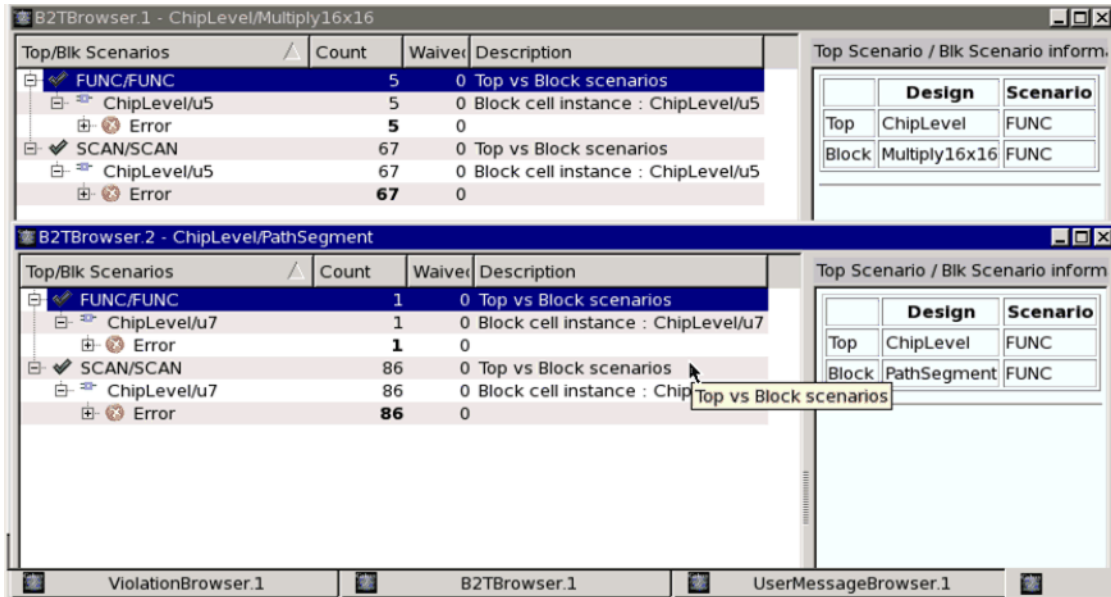 B2TBrowser.1 - ChipLevel/Multiply16x16
Top/Blk Scenarios Count Waived Description
FUNC/FUNC 5 0 Top vs Block scenarios
ChipLevel/u5 5 0 Block cell instance : ChipLevel/u5
Error 5 0
SCAN/SCAN 67 0 Top vs Block scenarios
ChipLevel/u5 67 0 Block cell instance : ChipLevel/u5
Error 67 0
Top Scenario / Blk Scenario inform
Design Scenario
Top ChipLevel FUNC
Block Multiply16x16 FUNC
B2TBrowser.2 - ChipLevel/PathSegment
Top/Blk Scenarios Count Waive Description
FUNC/FUNC 1 0 Top vs Block scenarios
ChipLevel/u7 1 0 Block cell instance : ChipLevel/u7
Error 1 0
SCAN/SCAN 86 0 Top vs Block scenarios
ChipLevel/u7 86 0 Block cell instance : Chip
Error 86 0
Top vs Block scenarios
Top Scenario / Blk Scenario inform
Design Scenario
Top ChipLevel FUNC
Block PathSegment FUNC
ViolationBrowser.1 B2TBrowser.1 UserMessageBrowser.1